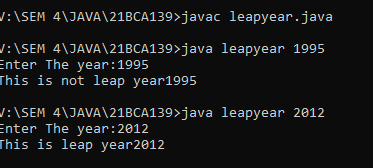 V:\SEM 4\JAVA\21BCA139>javac leapyear.java
V:\SEM 4\JAVA\21BCA139>java leapyear 1995
Enter The year:1995
This is not leap year1995
V:\SEM 4\JAVA\21BCA139>java leapyear 2012
Enter The year:2012
This is leap year2012